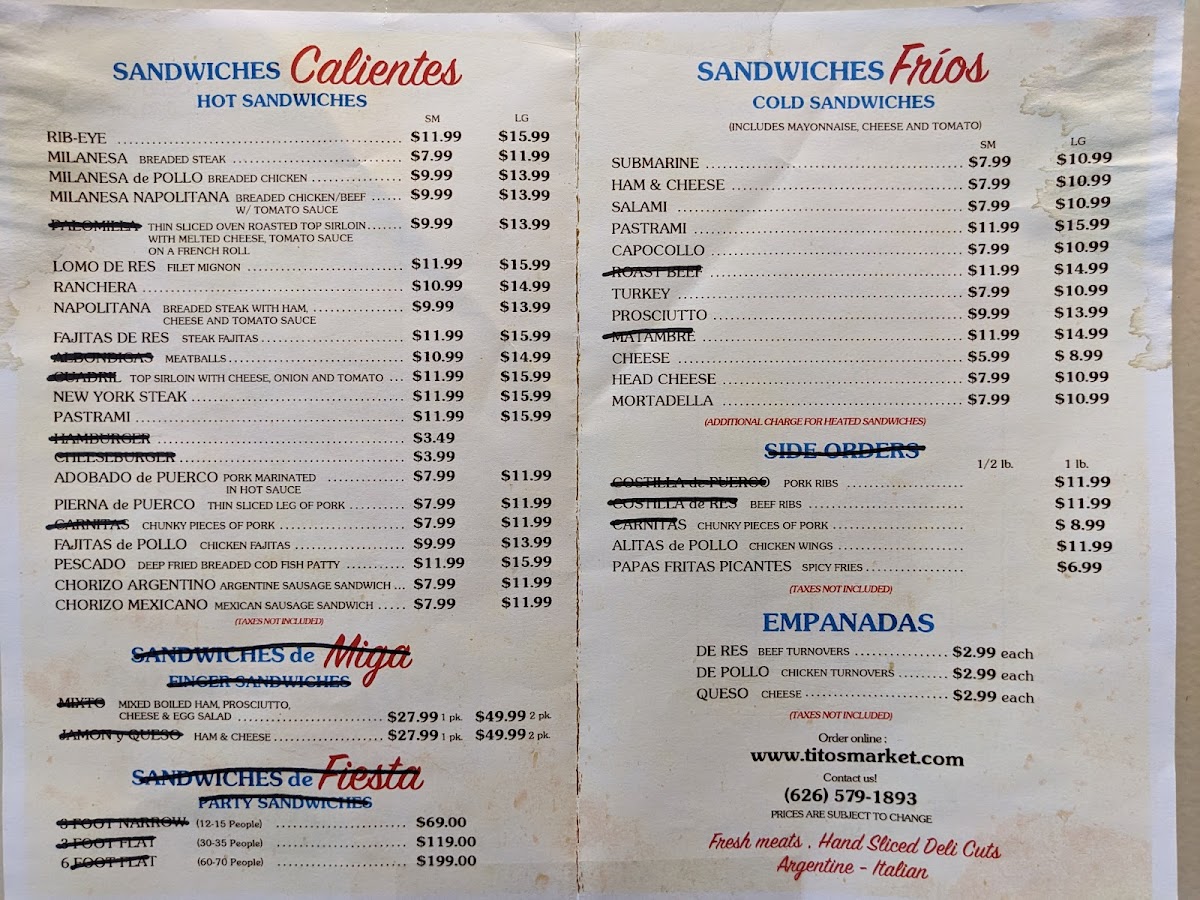 SANDWICHES Calientes
HOT SANDWICHES
SM LG
RIB-EYE $11.99 $15.99
MILANESA BREADED STEAK $7.99 $11.99
MILANESA de POLLO BREADED CHICKEN $9.99 $13.99
MILANESA NAPOLITANA BREADED CHICKEN/BEEF $9.99 $13.99
W/ TOMATO SAUCE
PALOMILLA THIN SLICED OVEN ROASTED TOP SIRLOIN $9.99 $13.99
WITH MELTED CHEESE, TOMATO SAUCE
ON A FRENCH ROLL
LOMO DE RES FILET MIGNON $11.99 $15.99
RANCHERA $10.99 $14.99
NAPOLITANA BREADED STEAK WITH HAM, $9.99 $13.99
CHEESE AND TOMATO SAUCE
FAJITAS DE RES STEAK FAJITAS $11.99 $15.99
ALBONDIGAS MEATBALLS $10.99 $14.99
CUADRIL TOP SIRLOIN WITH CHEESE, ONION AND TOMATO $11.99 $15.99
NEW YORK STEAK $11.99 $15.99
PASTRAMI $11.99 $15.99
HAMBURGER $3.49
CHEESEBURGER $3.99
ADOBADO de PUERCO PORK MARINATED $7.99 $11.99
IN HOT SAUCE
PIERNA de PUERCO THIN SLICED LEG OF PORK $7.99 $11.99
CARNITAS CHUNKY PIECES OF PORK $7.99 $11.99
FAJITAS de POLLO CHICKEN FAJITAS $9.99 $13.99
PESCADO DEEP FRIED BREADED COD FISH PATTY $11.99 $15.99
CHORIZO ARGENTINO ARGENTINE SAUSAGE SANDWICH $7.99 $11.99
CHORIZO MEXICANO MEXICAN SAUSAGE SANDWICH $7.99 $11.99
(TAXES NOT INCLUDED)
SANDWICHES de Miga
FINGER SANDWICHES
MIXTO MIXED BOILED HAM, PROSCIUTTO,
CHEESE & EGG SALAD $27.99 1 pk. $49.99 2 pk.
JAMON y QUESO HAM & CHEESE $27.99 1 pk. $49.99 2 pk.
SANDWICHES de Fiesta
PARTY SANDWICHES
3 FOOT NARROW (12-15 People) $69.00
3 FOOT FLAT (30-35 People) $119.00
6 FOOT FLAT (60-70 People) $199.00
SANDWICHES Fríos
COLD SANDWICHES
(INCLUDES MAYONNAISE, CHEESE AND TOMATO)
SM LG
SUBMARINE $7.99 $10.99
HAM & CHEESE $7.99 $10.99
SALAMI $7.99 $10.99
PASTRAMI $11.99 $15.99
CAPOCOLLO $7.99 $10.99
ROAST BEEF $11.99 $14.99
TURKEY $7.99 $10.99
PROSCIUTTO $9.99 $13.99
MATAMBRE $11.99 $14.99
CHEESE $5.99 $ 8.99
HEAD CHEESE $7.99 $10.99
MORTADELLA $7.99 $10.99
(ADDITIONAL CHARGE FOR HEATED SANDWICHES)
SIDE ORDERS
1/2 lb. 1 lb.
COSTILLA de PUERCO PORK RIBS $11.99
COSTILLA de RES BEEF RIBS $11.99
CARNITAS CHUNKY PIECES OF PORK $ 8.99
ALITAS de POLLO CHICKEN WINGS $11.99
PAPAS FRITAS PICANTES SPICY FRIES $6.99
(TAXES NOT INCLUDED)
EMPANADAS
DE RES BEEF TURNOVERS $2.99 each
DE POLLO CHICKEN TURNOVERS $2.99 each
QUESO CHEESE $2.99 each
(TAXES NOT INCLUDED)
Order online :
www.titosmarket.com
Contact us!
(626) 579-1893
PRICES ARE SUBJECT TO CHANGE
Fresh meats . Hand Sliced Deli Cuts
Argentine - Italian